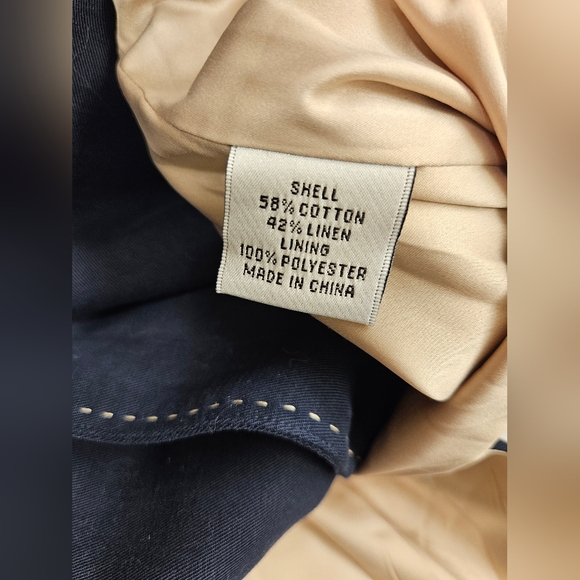 SHELL
58% COTTON
42% LINEN
LINING
100% POLYESTER
MADE IN CHINA